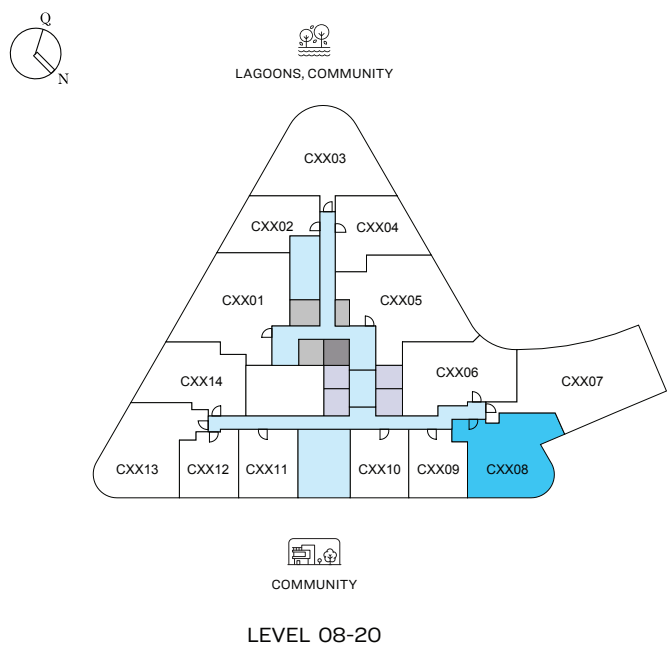 Q
N
LAGOONS, COMMUNITY
CXX03
CXX02
CXX04
CXX01
CXX05
CXX06
CXX07
CXX14
CXX13
CXX12
CXX11
CXX10
CXX09
CXX08
COMMUNITY
LEVEL 08-20